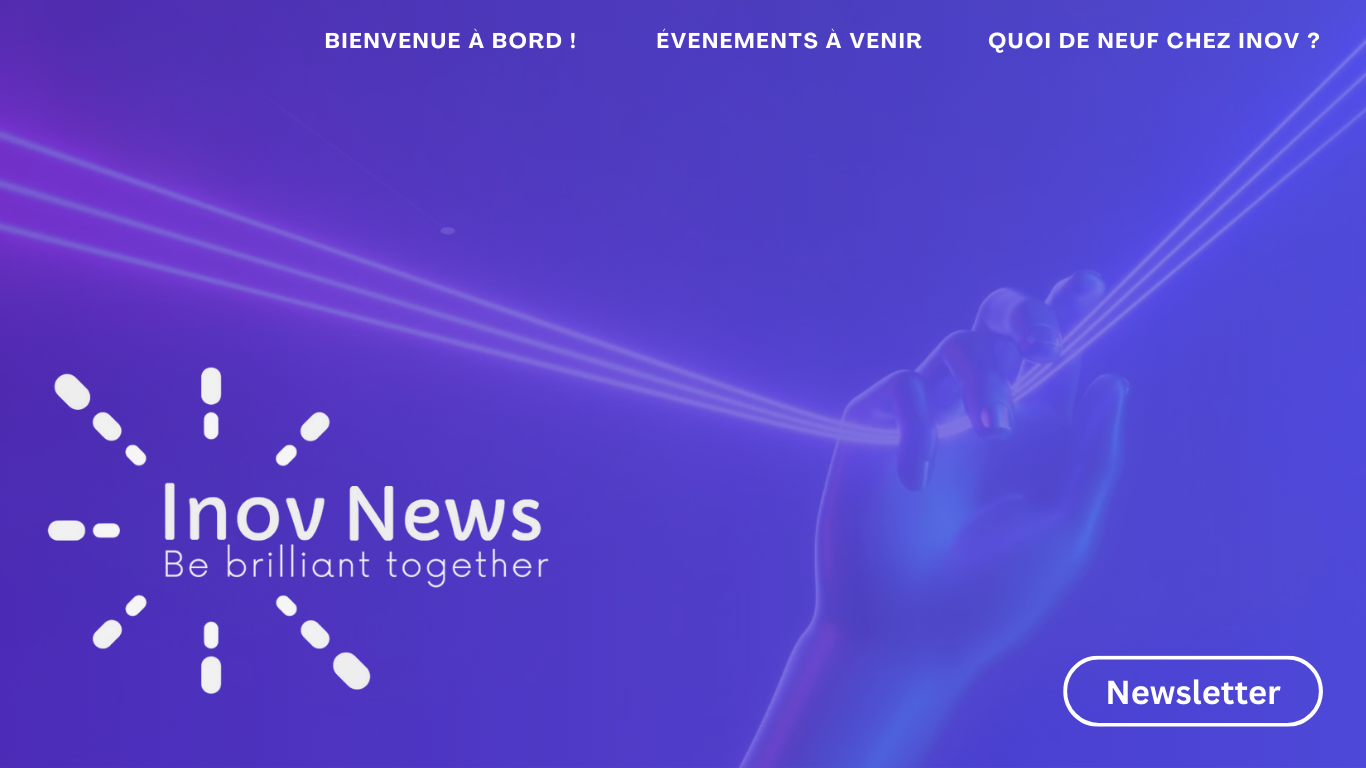 BIENVENUE À BORD !
ÉVENEMENTS À VENIR
QUOI DE NEUF CHEZ INOV ?
Inov News
Be brilliant together
Newsletter